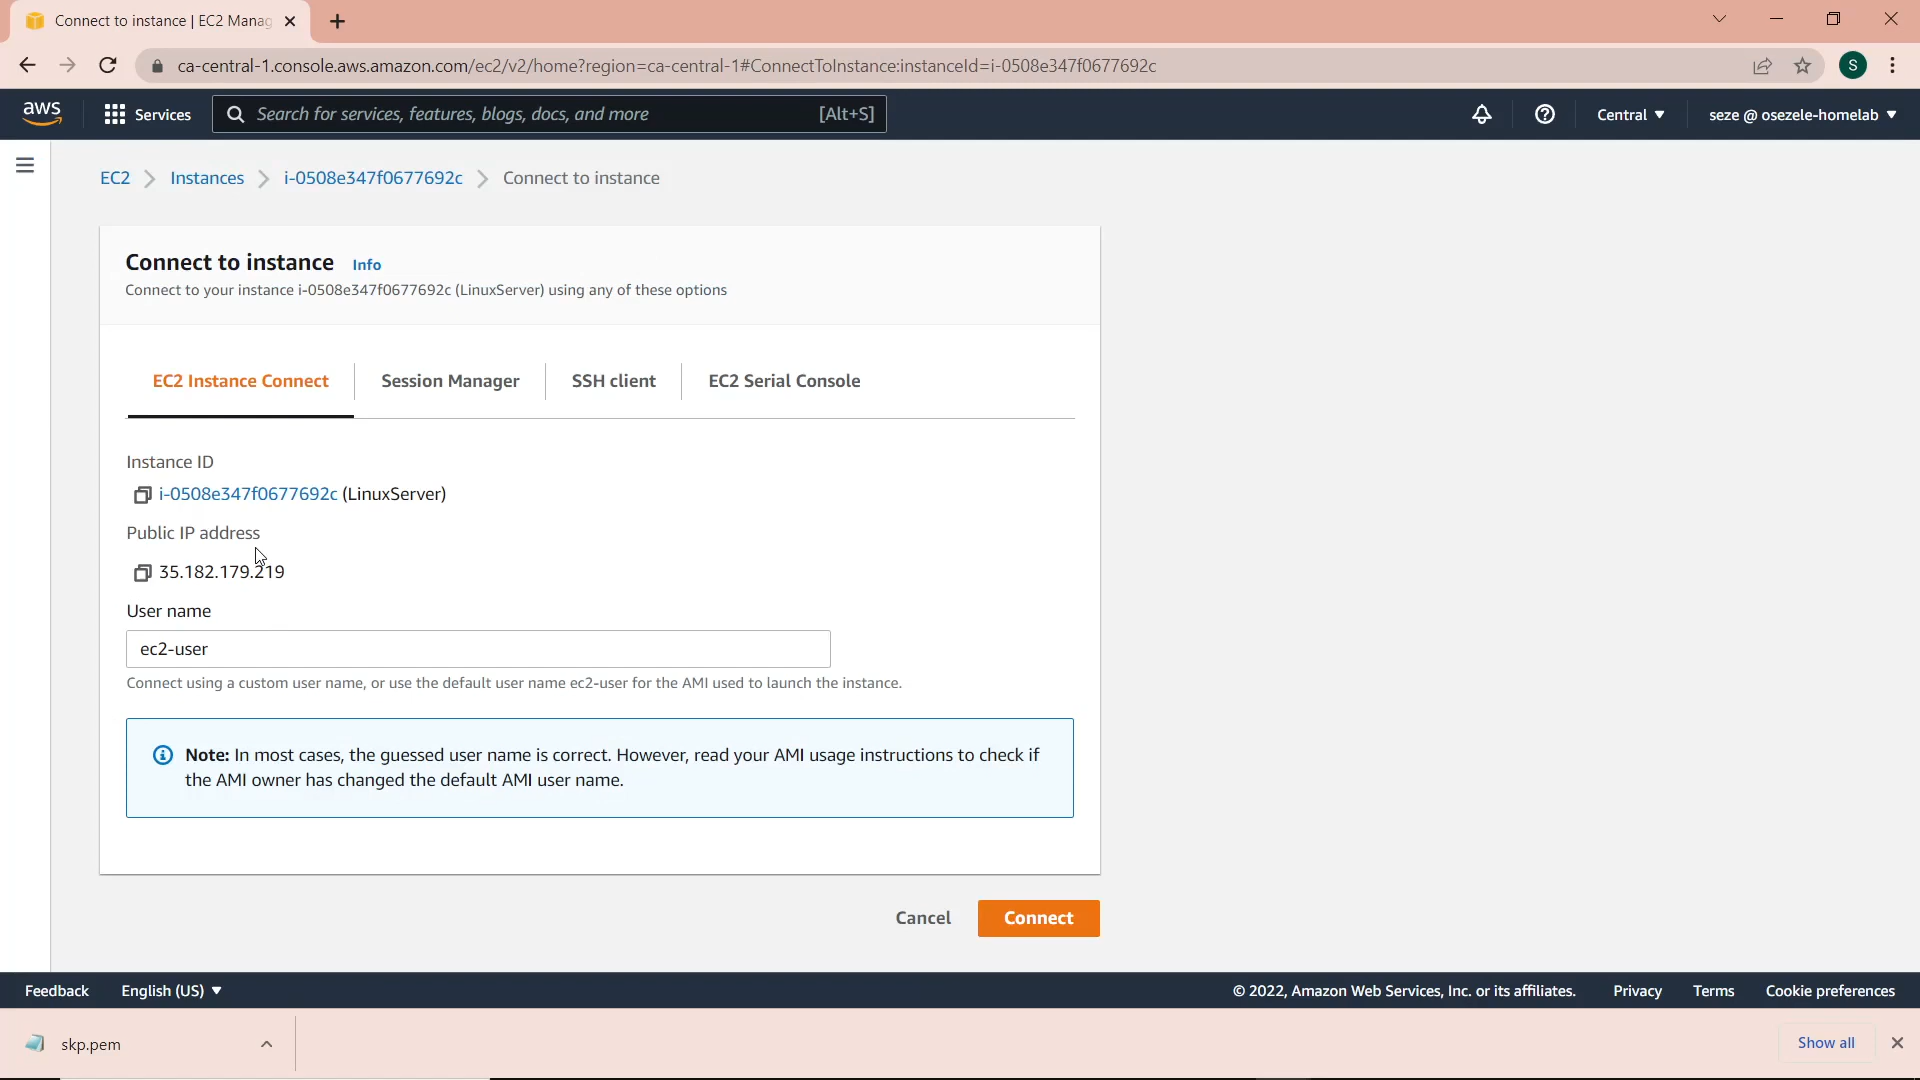 Connect to instance | EC2 Manag
ca-central-1.console.aws.amazon.com/ec2/v2/home?region=ca-central-1#ConnectToInstance:instanceId=i-0508e347f0677692c
S
aws
Services
Search for services, features, blogs, docs, and more
[Alt+S]
Central
seze @ osezele-homelab
EC2
Instances
i-0508e347f0677692c
Connect to instance
Connect to instance
Info
Connect to your instance i-0508e347f0677692c (LinuxServer) using any of these options
EC2 Instance Connect
Session Manager
SSH client
EC2 Serial Console
Instance ID
i-0508e347f0677692c (LinuxServer)
Public IP address
35.182.179.219
User name
ec2-user
Connect using a custom user name, or use the default user name ec2-user for the AMI used to launch the instance.
Note: In most cases, the guessed user name is correct. However, read your AMI usage instructions to check if
the AMI owner has changed the default AMI user name.
Cancel
Connect
Feedback
English (US)
© 2022, Amazon Web Services, Inc. or its affiliates.
Privacy
Terms
Cookie preferences
skp.pem
Show all